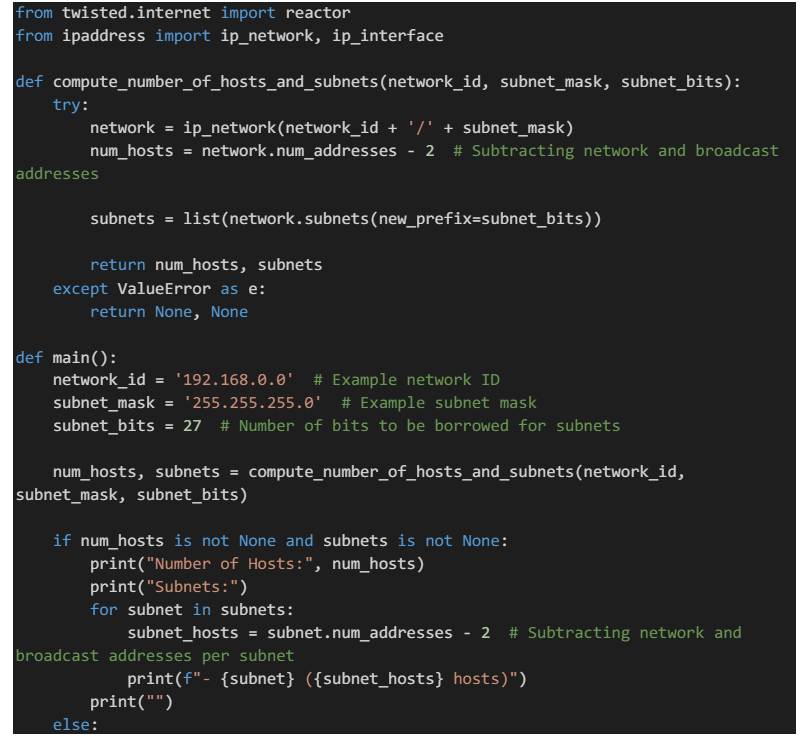 from twisted.internet import reactor
from ipaddress import ip_network, ip_interface

def compute_number_of_hosts_and_subnets(network_id, subnet_mask, subnet_bits):
    try:
        network = ip_network(network_id + '/' + subnet_mask)
        num_hosts = network.num_addresses - 2  # Subtracting network and broadcast
addresses

        subnets = list(network.subnets(new_prefix=subnet_bits))

        return num_hosts, subnets
    except ValueError as e:
        return None, None

def main():
    network_id = '192.168.0.0'  # Example network ID
    subnet_mask = '255.255.255.0'  # Example subnet mask
    subnet_bits = 27  # Number of bits to be borrowed for subnets

    num_hosts, subnets = compute_number_of_hosts_and_subnets(network_id,
subnet_mask, subnet_bits)

    if num_hosts is not None and subnets is not None:
        print("Number of Hosts:", num_hosts)
        print("Subnets:")
        for subnet in subnets:
            subnet_hosts = subnet.num_addresses - 2  # Subtracting network and
broadcast addresses per subnet
            print(f"- {subnet} ({subnet_hosts} hosts)")
        print("")
    else: